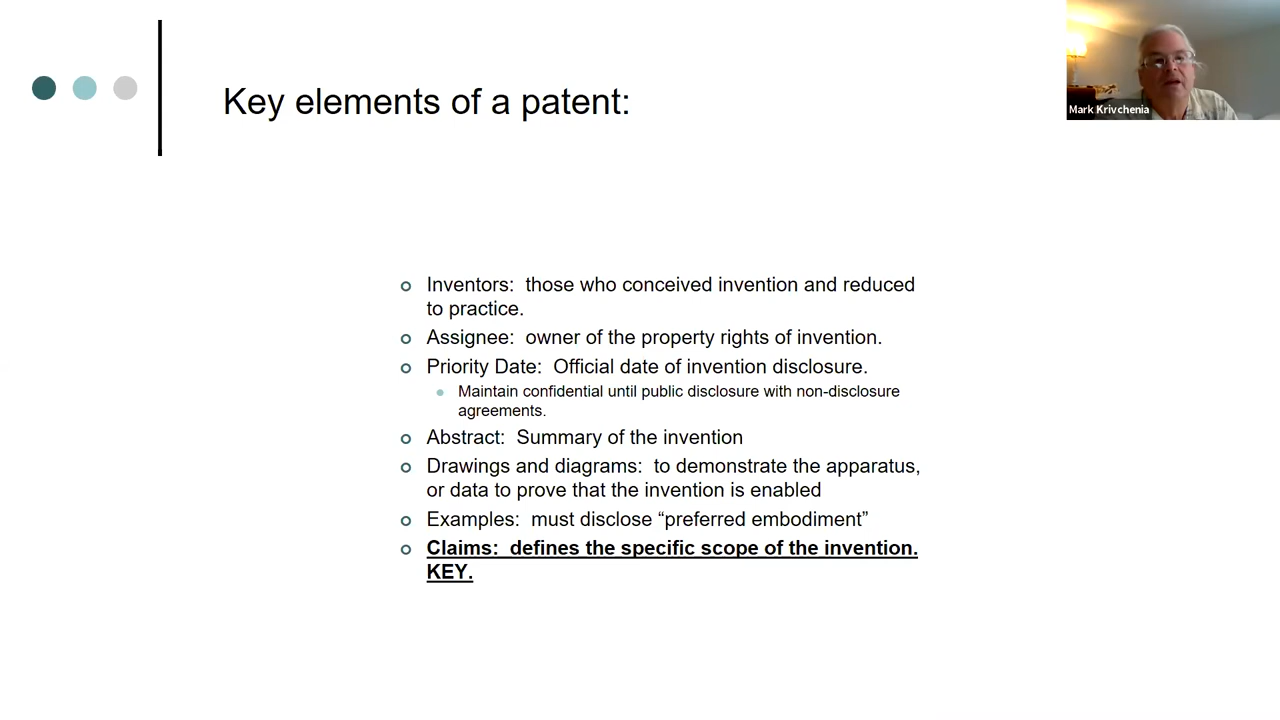 Key elements of a patent:
Mark Krivchenia
Inventors:  those who conceived invention and reduced
to practice.
Assignee:  owner of the property rights of invention.
Priority Date:  Official date of invention disclosure.
Maintain confidential until public disclosure with non-disclosure
agreements.
Abstract:  Summary of the invention
Drawings and diagrams:  to demonstrate the apparatus,
or data to prove that the invention is enabled
Examples:  must disclose “preferred embodiment”
Claims:  defines the specific scope of the invention.
KEY.